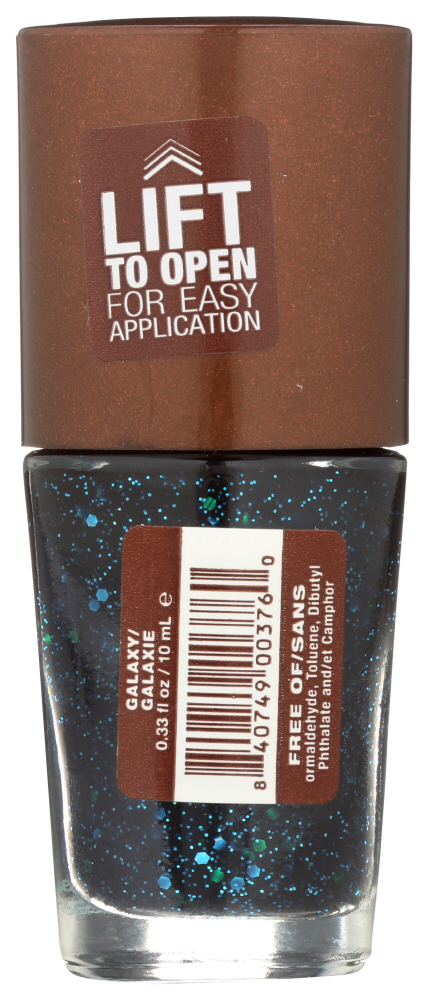 LIFT
TO OPEN
FOR EASY
APPLICATION
GALAXY/
GALAXIE
0.33 fl oz / 10 mL ℮
8 40749 00376 0
FREE OF/SANS
ormaldehyde, Toluene, Dibutyl
Phthalate and/et Camphor